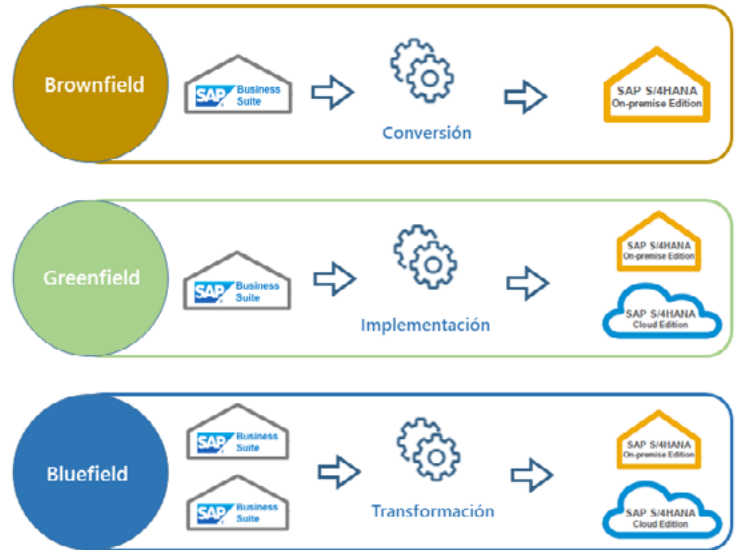 Brownfield
SAP Business
Suite
Conversión
SAP S/4HANA
On-premise Edition
Greenfield
SAP Business
Suite
Implementación
SAP S/4HANA
On-premise Edition
SAP S/4HANA
Cloud Edition
Bluefield
SAP Business
Suite
SAP Business
Suite
Transformación
SAP S/4HANA
On-premise Edition
SAP S/4HANA
Cloud Edition